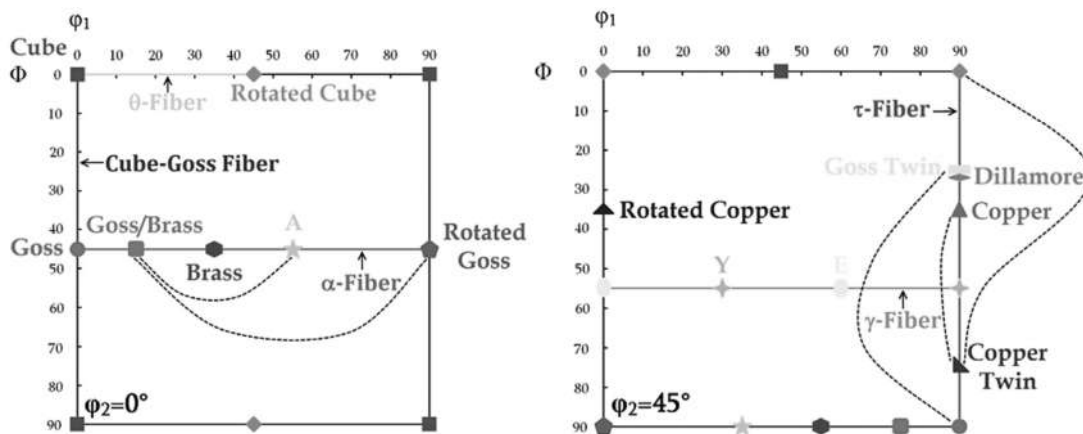 φ1
Cube
0 10 20 30 40 50 60 70 80 90
Φ
0
θ-Fiber
Rotated Cube
10
20
Cube-Goss Fiber
30
40
Goss/Brass
A
Goss
Brass
Rotated
Goss
α-Fiber
50
60
70
80
90
φ2=0°
φ1
0 10 20 30 40 50 60 70 80 90
Φ
0
τ-Fiber
10
20
Goss Twin
Dillamore
30
Rotated Copper
Copper
40
50
Y
E
γ-Fiber
60
70
Copper
Twin
80
90
φ2=45°